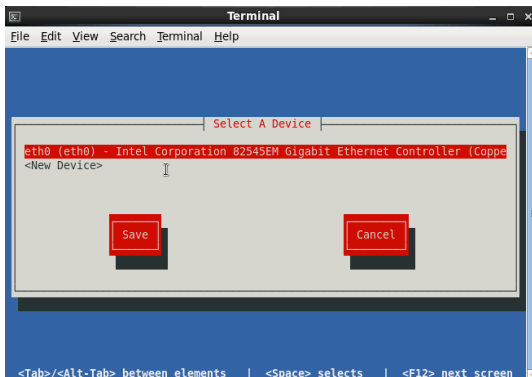 Terminal
File Edit View Search Terminal Help
Select A Device
eth0 (eth0) - Intel Corporation 82545EM Gigabit Ethernet Controller (Coppe
<New Device>
Save Cancel
<Tab>/<Alt-Tab> between elements | <Space> selects | <F12> next screen